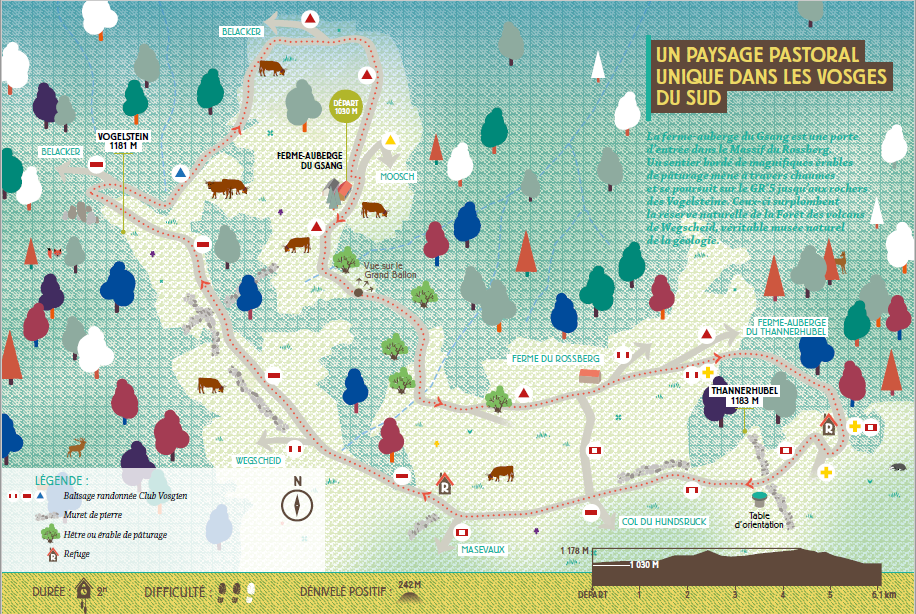 UN PAYSAGE PASTORAL
UNIQUE DANS LES VOSGES
DU SUD
La ferme-auberge du Gsang est une porte
d'entrée dans le Massif du Rossberg.
Un sentier bordé de magnifiques érables
de pâturage mène à travers chaumes
et se poursuit sur le GR®5 jusqu'aux rochers
des Vogelsteine. Ceux-ci surplombent
la réserve naturelle de la Forêt des volcans
de Wegscheid, véritable musée naturel
de la géologie.
BELACKER
DÉPART
1030 M
VOGELSTEIN
1181 M
BELACKER
FERME-AUBERGE
DU GSANG
MOOSCH
Vue sur le
Grand Ballon
FERME-AUBERGE
DU THANNERHUBEL
FERME DU ROSSBERG
THANNERHUBEL
1183 M
R
WEGSCHEID
R
COL DU HUNDSRUCK
Table
d'orientation
MASEVAUX
LÉGENDE :
Balisage randonnée Club Vosgien
Muret de pierre
Hêtre ou érable de pâturage
R
Refuge
N
1 178 M
1 030 M
DÉPART
1
2
3
4
5
6,1 km
DURÉE :
2H
DIFFICULTÉ :
DÉNIVELÉ POSITIF :
242 M